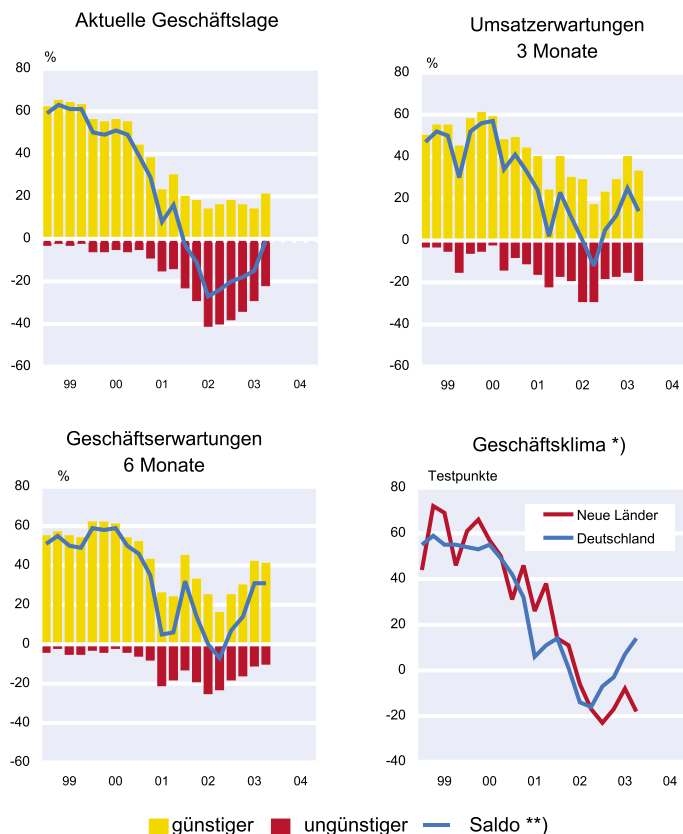 Aktuelle Geschäftslage
%
80
60
40
20
0
-20
-40
-60
99 00 01 02 03 04
Umsatzerwartungen
3 Monate
%
80
60
40
20
0
-20
-40
-60
99 00 01 02 03 04
Geschäftserwartungen
6 Monate
%
80
60
40
20
0
-20
-40
-60
99 00 01 02 03 04
Geschäftsklima *)
Testpunkte
80
60
40
20
0
-20
-40
Neue Länder
Deutschland
99 00 01 02 03 04
günstiger ungünstiger Saldo **)